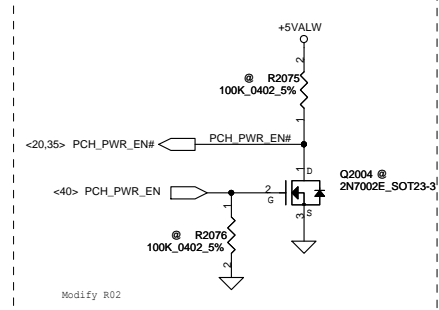 +5VALW
2
@ R2075
100K_0402_5%
1
<20,35> PCH_PWR_EN# PCH_PWR_EN#
1 D
Q2004 @
2N7002E_SOT23-3
<40> PCH_PWR_EN
2
G
3 S
1
@ R2076
100K_0402_5%
2
Modify R02